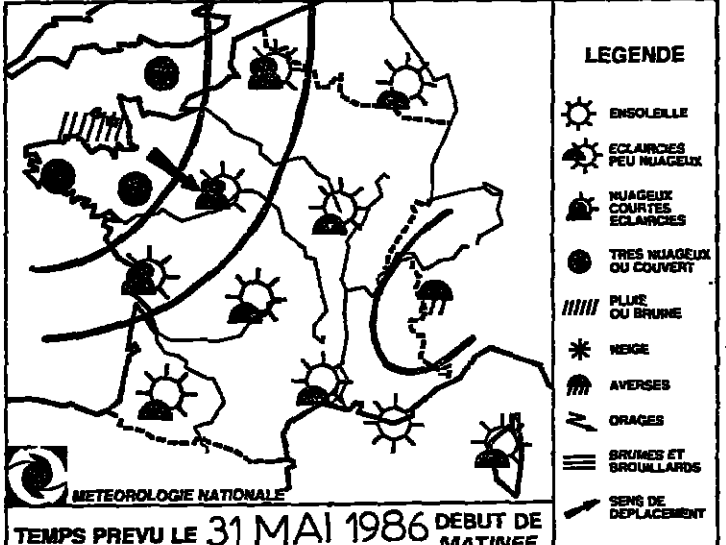 LEGENDE
ENSOLEILLE
ECLAIRCIES
PEU NUAGEUX
NUAGEUX
COURTES
ECLAIRCIES
TRES NUAGEUX
OU COUVERT
PLUIE
OU BRUINE
NEIGE
AVERSES
ORAGES
BRUMES ET
BROUILLARDS
SENS DE
DEPLACEMENT
METEOROLOGIE NATIONALE
TEMPS PREVU LE 31 MAI 1986 DEBUT DE
MATINEE